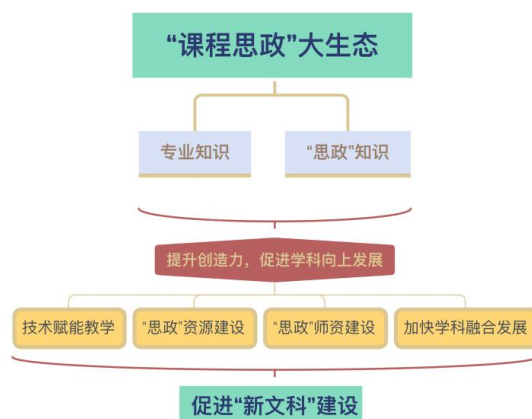 “课程思政”大生态
专业知识
“思政”知识
提升创造力，促进学科向上发展
技术赋能教学
“思政”资源建设
“思政”师资建设
加快学科融合发展
促进“新文科”建设